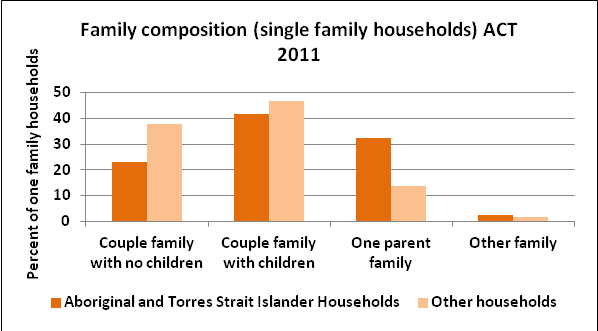 Family composition (single family households) ACT
2011
Percent of one family households
50
40
30
20
10
0
Couple family
with no children
Couple family
with children
One parent
family
Other family
Aboriginal and Torres Strait Islander Households
Other households